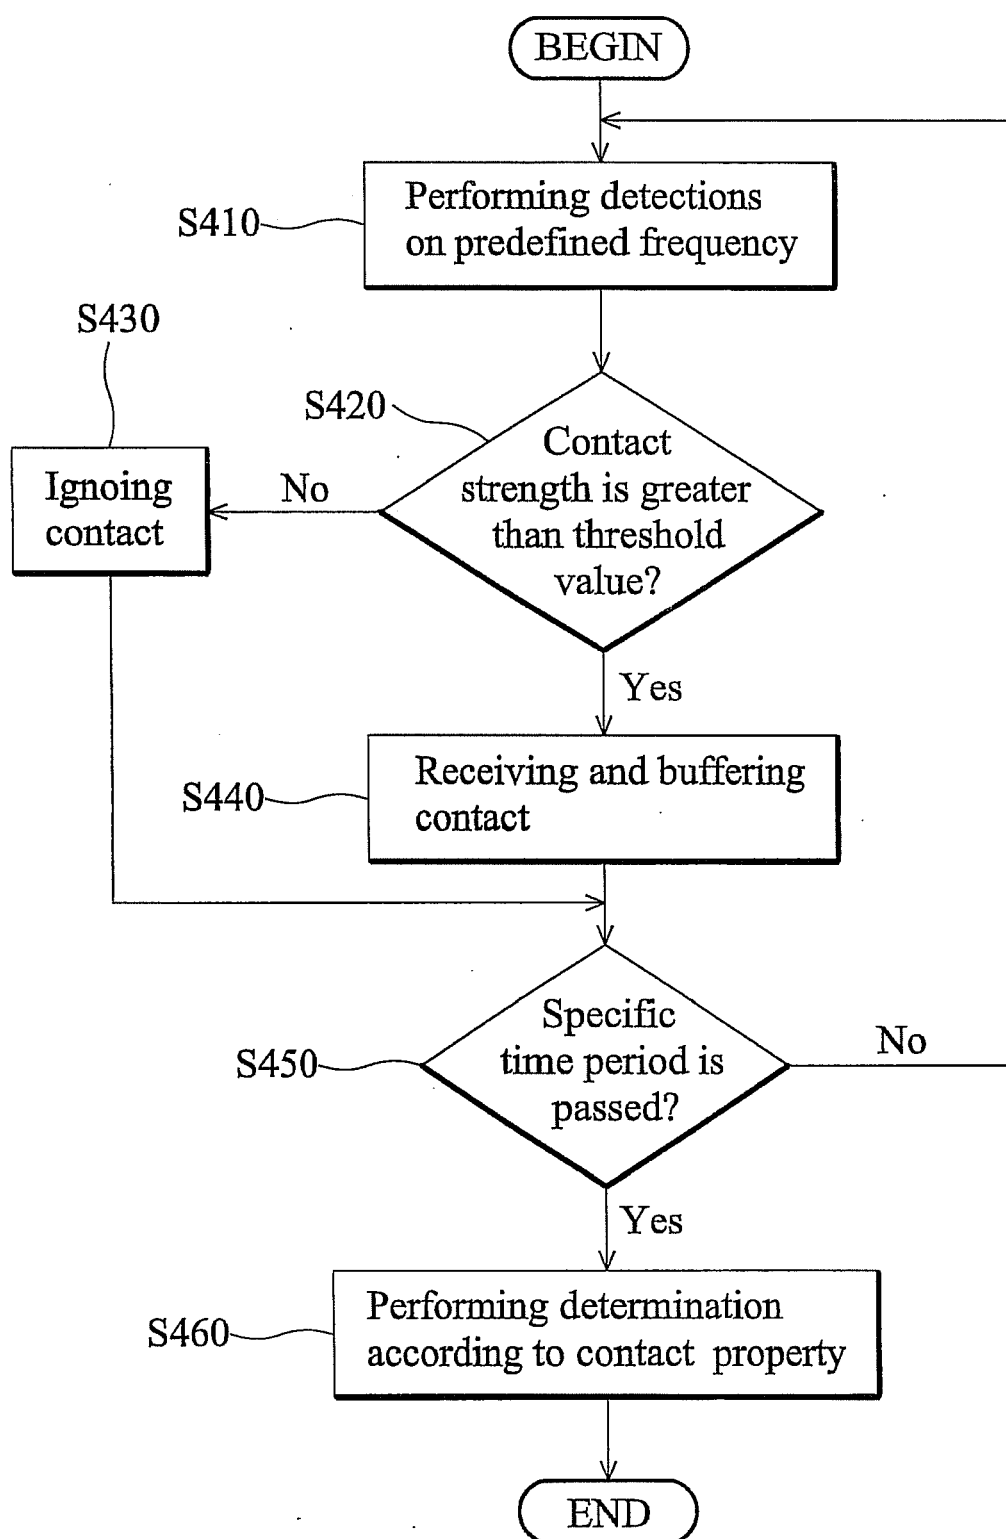 BEGIN
S410
Performing detections
on predefined frequency
S430
S420
Contact
strength is greater
than threshold
value?
No
Ignoing
contact
Yes
S440
Receiving and buffering
contact
S450
Specific
time period is
passed?
No
Yes
S460
Performing determination
according to contact property
END